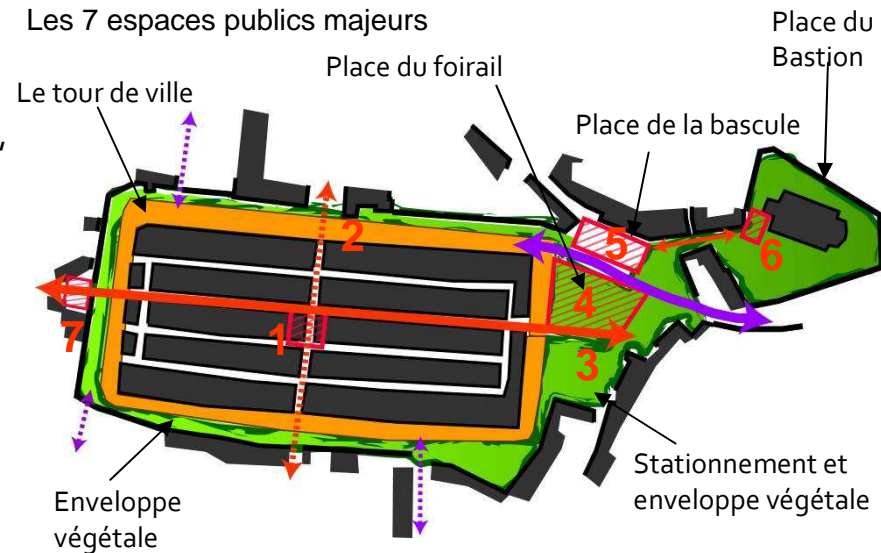 Les 7 espaces publics majeurs
Place du
Bastion
Place du foirail
Le tour de ville
Place de la bascule
,
2
5
6
4
1
7
3
Stationnement et
enveloppe végétale
Enveloppe
végétale